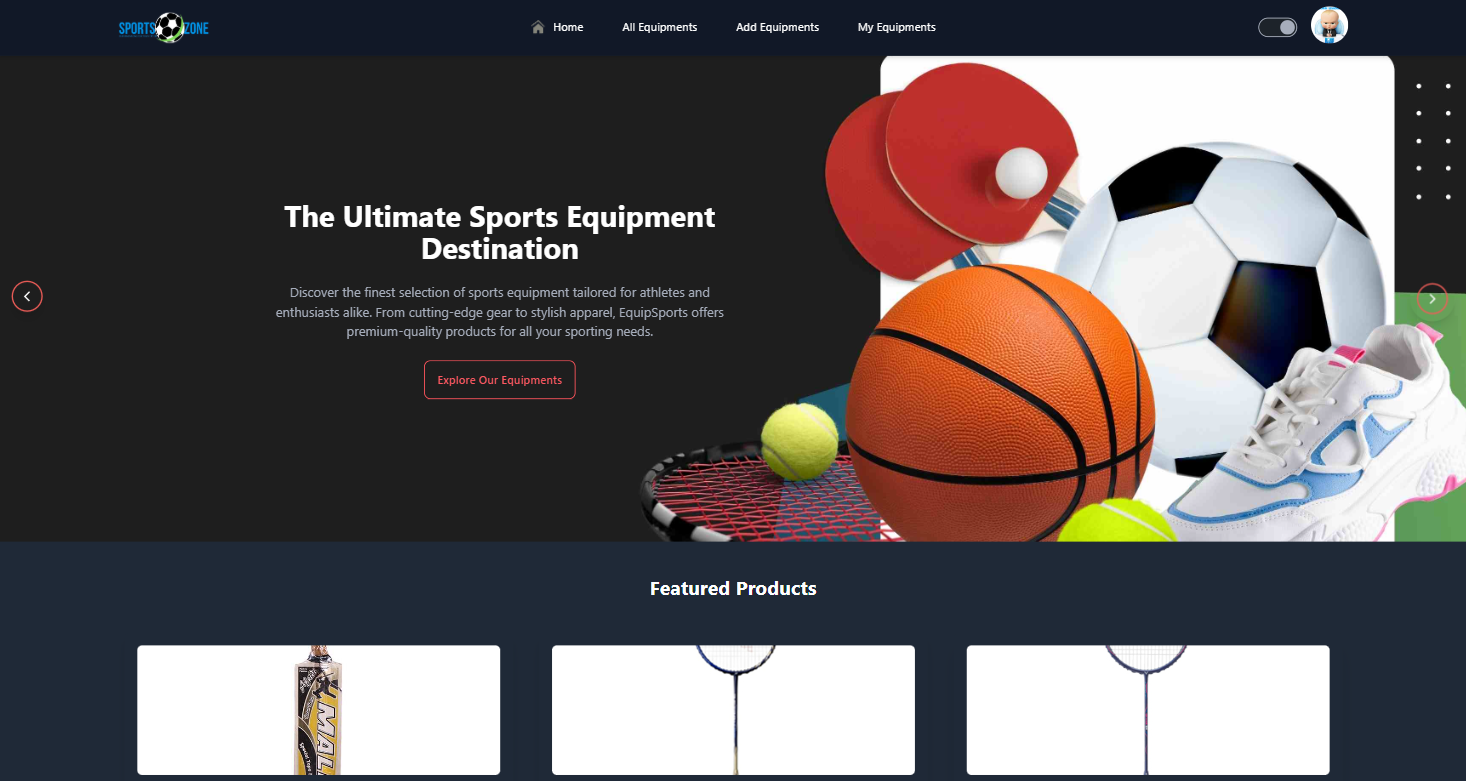 SPORTS ZONE
Home
All Equipments
Add Equipments
My Equipments
The Ultimate Sports Equipment
Destination
Discover the finest selection of sports equipment tailored for athletes and
enthusiasts alike. From cutting-edge gear to stylish apparel, EquipSports offers
premium-quality products for all your sporting needs.
Explore Our Equipments
Featured Products
MAL